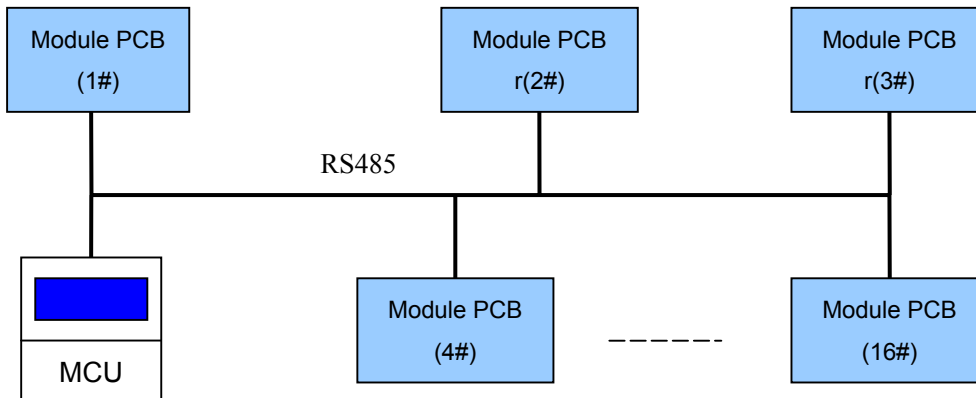 Module PCB
(1#)
Module PCB
r(2#)
Module PCB
r(3#)
RS485
MCU
Module PCB
(4#)
Module PCB
(16#)